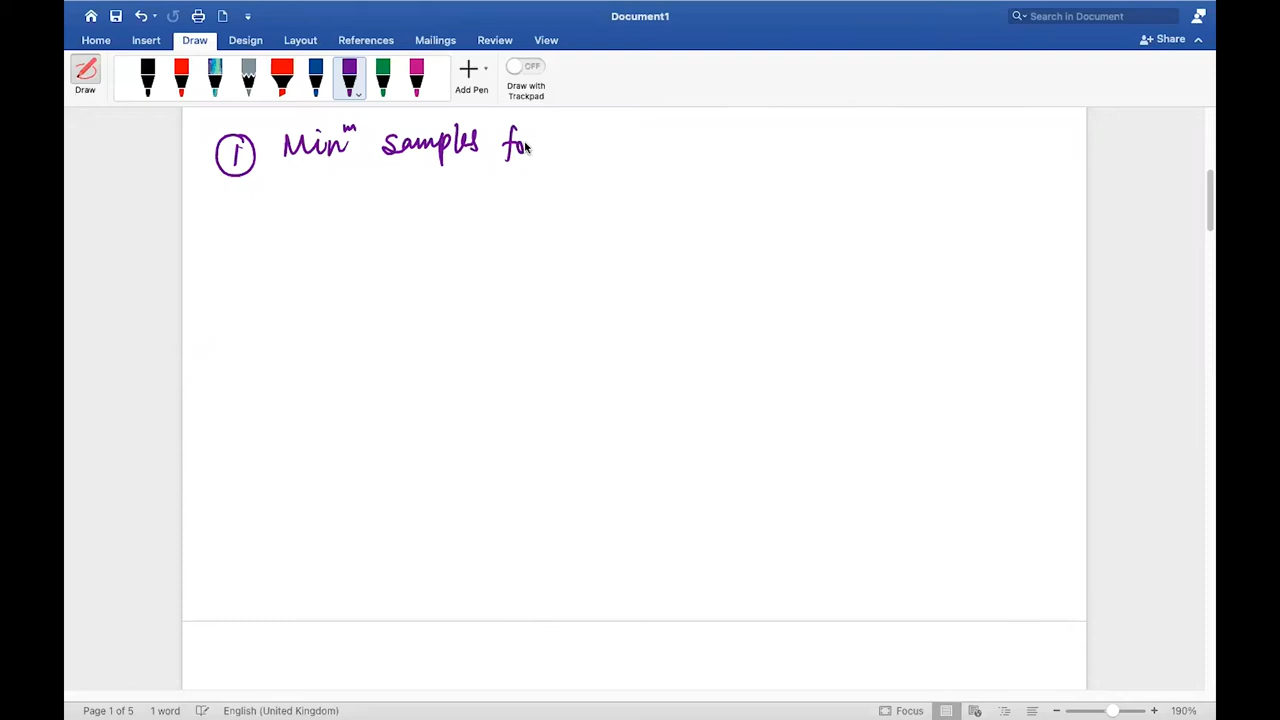 Document1
Search in Document
Home Insert Draw Design Layout References Mailings Review View
Share
Draw
Add Pen
OFF
Draw with
Trackpad
① Minᵐ samples fo
Page 1 of 5 1 word English (United Kingdom) Focus 190%